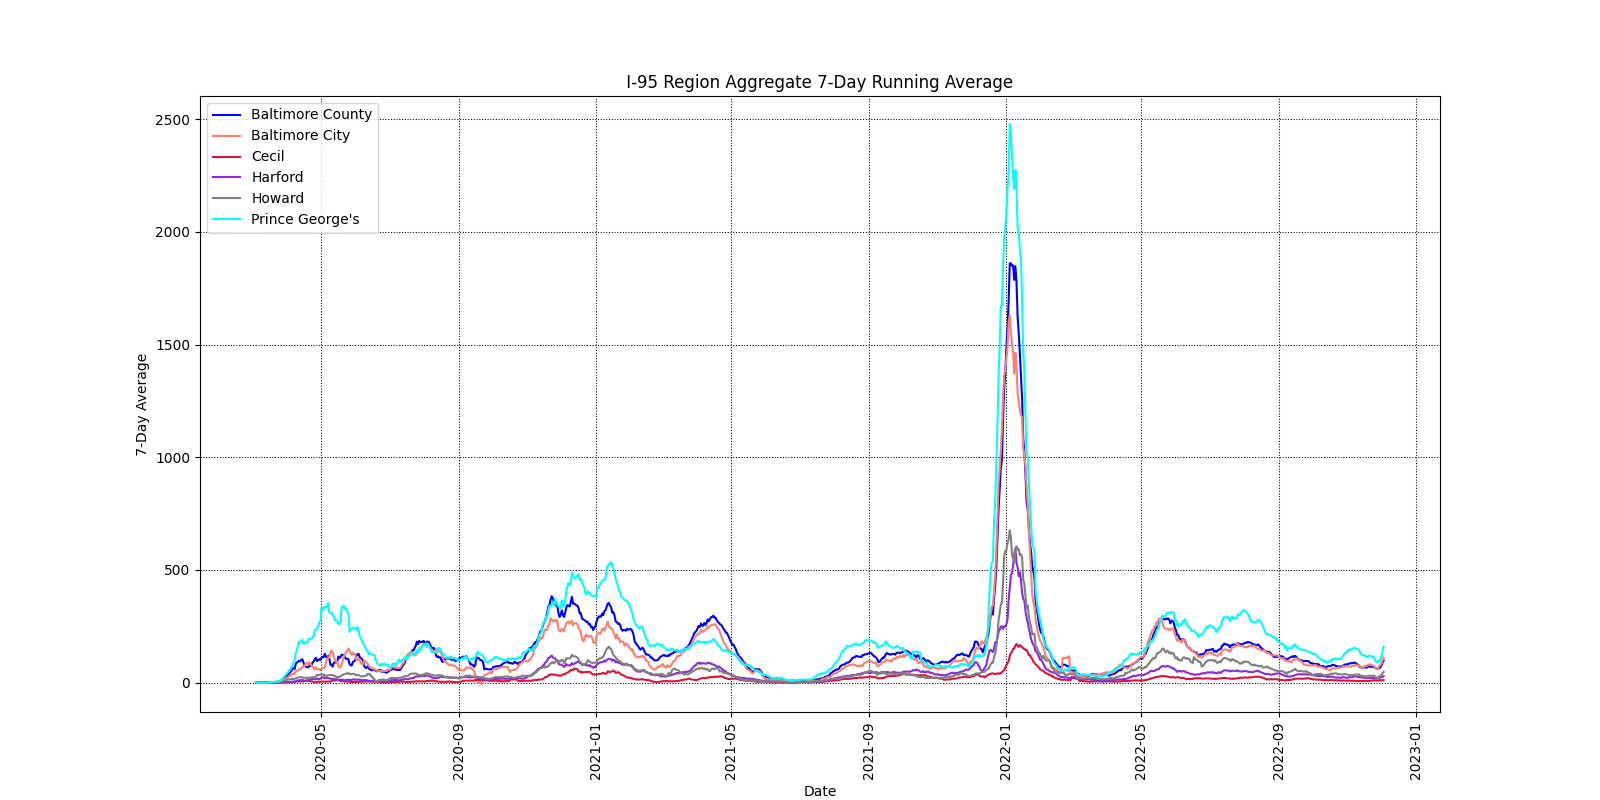 I-95 Region Aggregate 7-Day Running Average
Baltimore County
Baltimore City
Cecil
Harford
Howard
Prince George's
2500
2000
1500
1000
500
0
7-Day Average
2020-05
2020-09
2021-01
2021-05
2021-09
2022-01
2022-05
2022-09
2023-01
Date